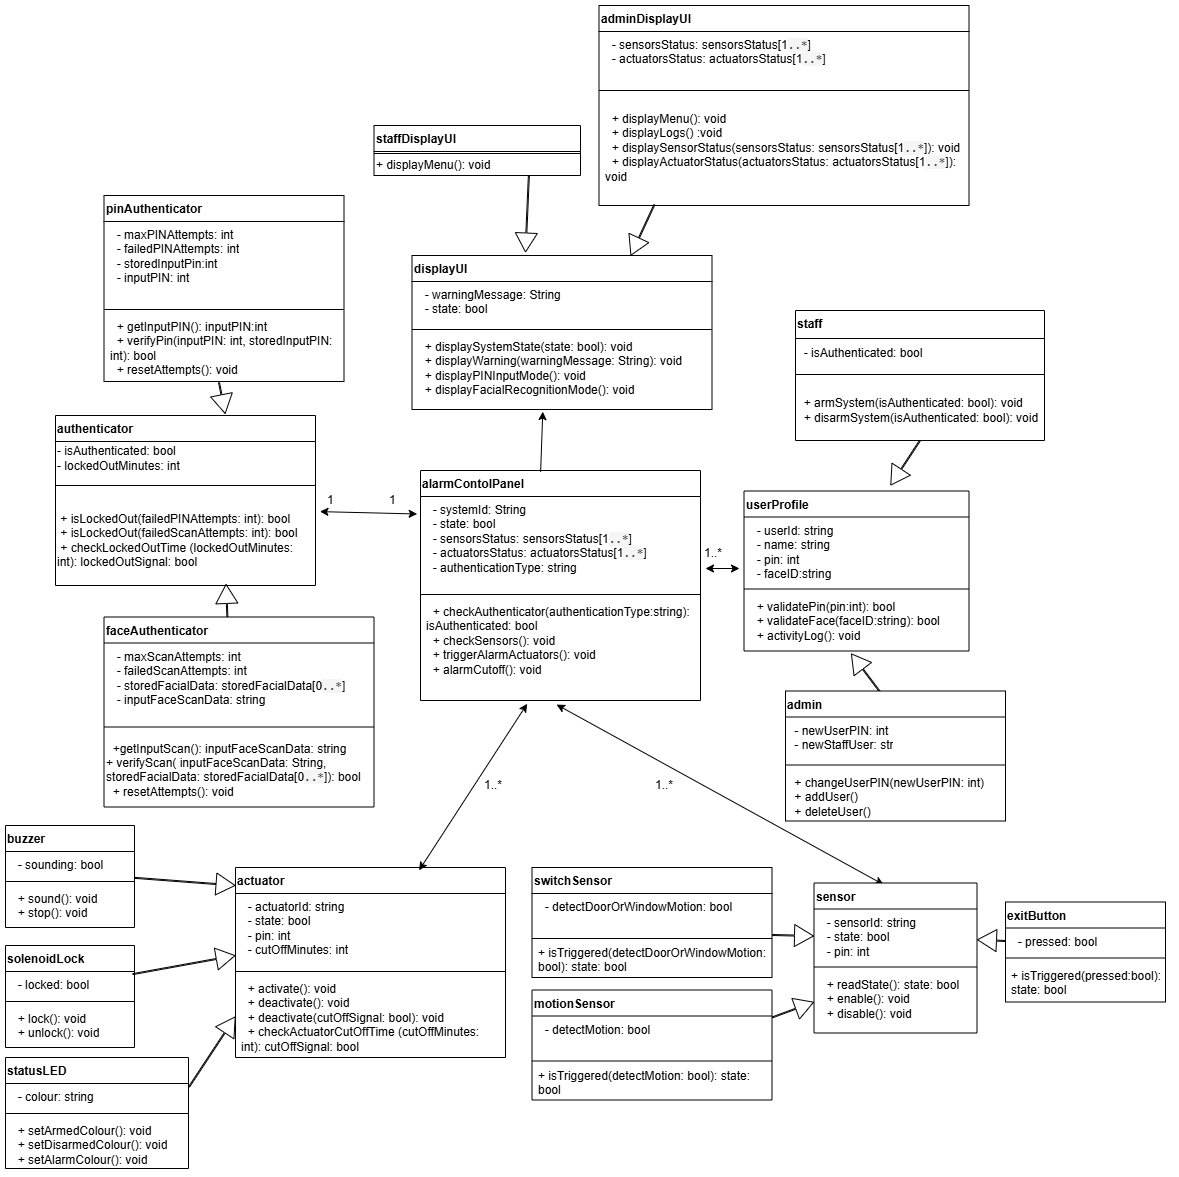 adminDisplayUI
- sensorsStatus: sensorsStatus[1..*]
- actuatorsStatus: actuatorsStatus[1..*]
+ displayMenu(): void
+ displayLogs() :void
+ displaySensorStatus(sensorsStatus: sensorsStatus[1..*]): void
+ displayActuatorStatus(actuatorsStatus: actuatorsStatus[1..*]):
void
staffDisplayUI
+ displayMenu(): void
pinAuthenticator
- maxPINAttempts: int
- failedPINAttempts: int
- storedInputPin:int
- inputPIN: int
+ getInputPIN(): inputPIN:int
+ verifyPin(inputPIN: int, storedInputPIN:
int): bool
+ resetAttempts(): void
displayUI
- warningMessage: String
- state: bool
+ displaySystemState(state: bool): void
+ displayWarning(warningMessage: String): void
+ displayPINInputMode(): void
+ displayFacialRecognitionMode(): void
staff
- isAuthenticated: bool
+ armSystem(isAuthenticated: bool): void
+ disarmSystem(isAuthenticated: bool): void
authenticator
- isAuthenticated: bool
- lockedOutMinutes: int
+ isLockedOut(failedPINAttempts: int): bool
+ isLockedOut(failedScanAttempts: int): bool
+ checkLockedOutTime (lockedOutMinutes:
int): lockedOutSignal: bool
1
1
alarmContolPanel
- systemId: String
- state: bool
- sensorsStatus: sensorsStatus[1..*]
- actuatorsStatus: actuatorsStatus[1..*]
- authenticationType: string
+ checkAuthenticator(authenticationType:string):
isAuthenticated: bool
+ checkSensors(): void
+ triggerAlarmActuators(): void
+ alarmCutoff(): void
1..*
userProfile
- userId: string
- name: string
- pin: int
- faceID:string
+ validatePin(pin:int): bool
+ validateFace(faceID:string): bool
+ activityLog(): void
faceAuthenticator
- maxScanAttempts: int
- failedScanAttempts: int
- storedFacialData: storedFacialData[0..*]
- inputFaceScanData: string
+getInputScan(): inputFaceScanData: string
+ verifyScan( inputFaceScanData: String,
storedFacialData: storedFacialData[0..*]): bool
+ resetAttempts(): void
admin
- newUserPIN: int
- newStaffUser: str
+ changeUserPIN(newUserPIN: int)
+ addUser()
+ deleteUser()
1..*
1..*
buzzer
- sounding: bool
+ sound(): void
+ stop(): void
solenoidLock
- locked: bool
+ lock(): void
+ unlock(): void
statusLED
- colour: string
+ setArmedColour(): void
+ setDisarmedColour(): void
+ setAlarmColour(): void
actuator
- actuatorId: string
- state: bool
- pin: int
- cutOffMinutes: int
+ activate(): void
+ deactivate(): void
+ deactivate(cutOffSignal: bool): void
+ checkActuatorCutOffTime (cutOffMinutes:
int): cutOffSignal: bool
switchSensor
- detectDoorOrWindowMotion: bool
+ isTriggered(detectDoorOrWindowMotion:
bool): state: bool
motionSensor
- detectMotion: bool
+ isTriggered(detectMotion: bool): state:
bool
sensor
- sensorId: string
- state: bool
- pin: int
+ readState(): state: bool
+ enable(): void
+ disable(): void
exitButton
- pressed: bool
+ isTriggered(pressed:bool):
state: bool